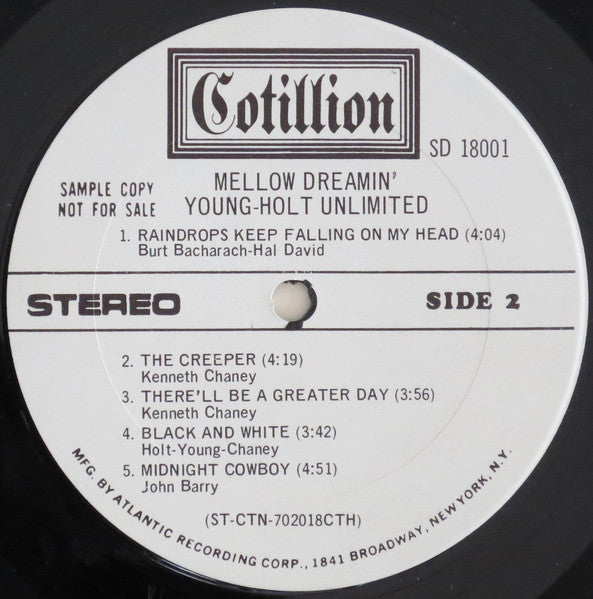 Cotillion
SD 18001
SAMPLE COPY
NOT FOR SALE
MELLOW DREAMIN'
YOUNG-HOLT UNLIMITED
1. RAINDROPS KEEP FALLING ON MY HEAD (4:04)
Burt Bacharach-Hal David
STEREO
SIDE 2
2. THE CREEPER (4:19)
Kenneth Chaney
3. THERE'LL BE A GREATER DAY (3:56)
Kenneth Chaney
4. BLACK AND WHITE (3:42)
Holt-Young-Chaney
5. MIDNIGHT COWBOY (4:51)
John Barry
(ST-CTN-702018CTH)
MFG. BY ATLANTIC RECORDING CORP., 1841 BROADWAY, NEW YORK, N.Y.